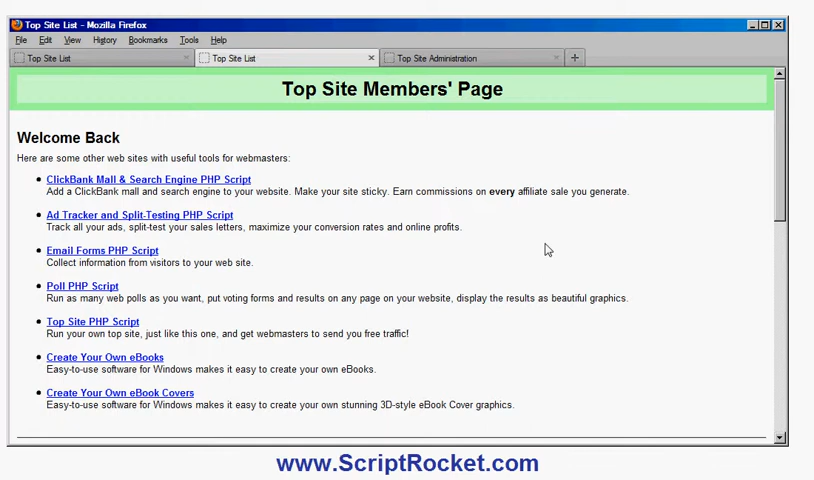 Top Site List - Mozilla Firefox
File Edit View History Bookmarks Tools Help
Top Site List Top Site List Top Site Administration
Top Site Members' Page
Welcome Back
Here are some other web sites with useful tools for webmasters:
ClickBank Mall & Search Engine PHP Script
Add a ClickBank mall and search engine to your website. Make your site sticky. Earn commissions on every affiliate sale you generate.
Ad Tracker and Split-Testing PHP Script
Track all your ads, split-test your sales letters, maximize your conversion rates and online profits.
Email Forms PHP Script
Collect information from visitors to your web site.
Poll PHP Script
Run as many web polls as you want, put voting forms and results on any page on your website, display the results as beautiful graphics.
Top Site PHP Script
Run your own top site, just like this one, and get webmasters to send you free traffic!
Create Your Own eBooks
Easy-to-use software for Windows makes it easy to create your own eBooks.
Create Your Own eBook Covers
Easy-to-use software for Windows makes it easy to create your own stunning 3D-style eBook Cover graphics.
www.ScriptRocket.com